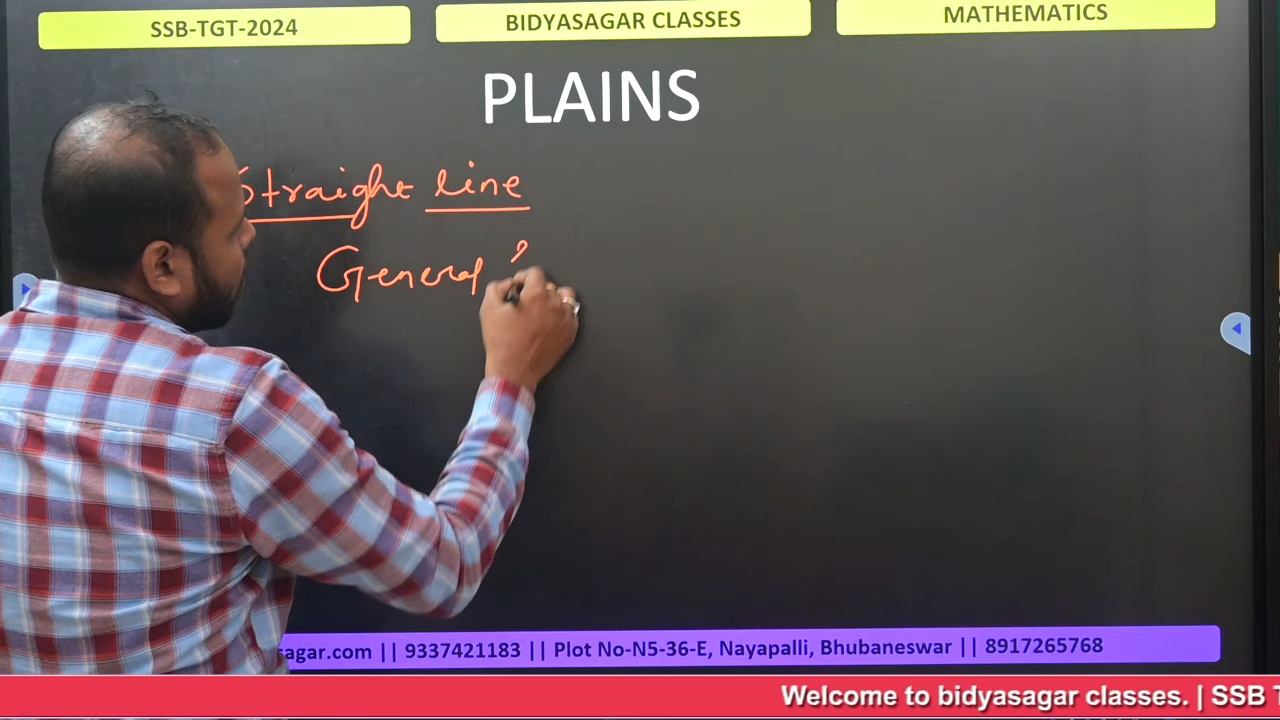 SSB-TGT-2024
BIDYASAGAR CLASSES
MATHEMATICS
PLAINS
Straight line
General
sagar.com || 9337421183 || Plot No-N5-36-E, Nayapalli, Bhubaneswar || 8917265768
Welcome to bidyasagar classes. | SSB